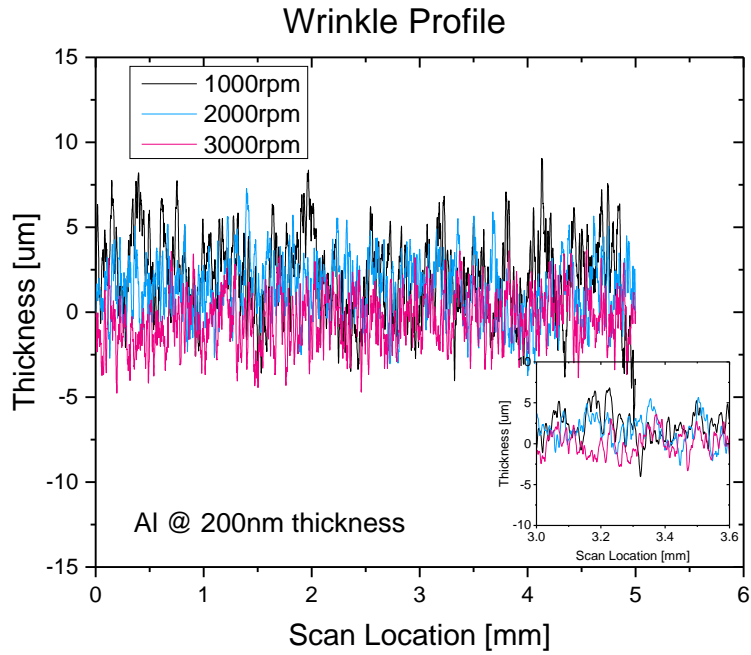 Wrinkle Profile
15
10
5
0
-5
-10
-15
Thickness [um]
1000rpm
2000rpm
3000rpm
Al @ 200nm thickness
0
1
2
3
4
5
6
Scan Location [mm]
10
5
0
-5
-10
Thickness [um]
3.0
3.2
3.4
3.6
Scan Location [mm]